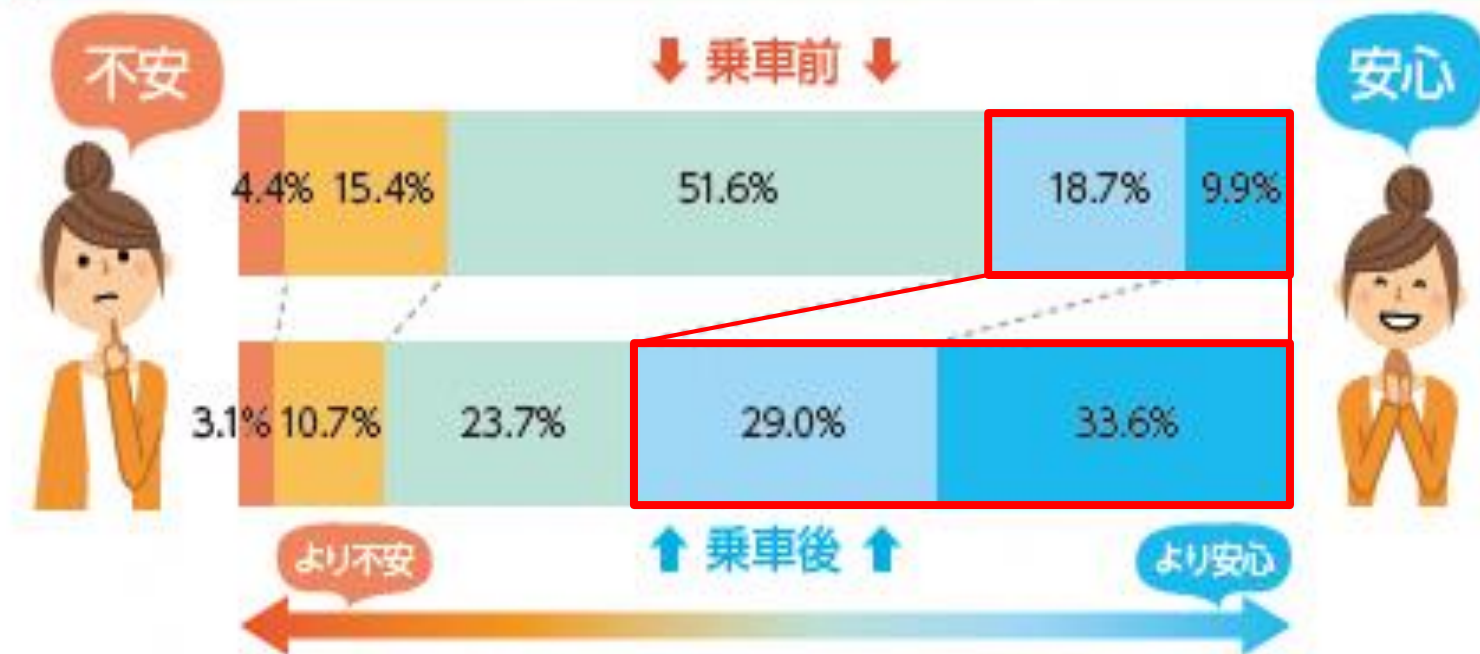 不安
↓ 乗車前 ↓
安心
4.4% 15.4% 51.6% 18.7% 9.9%
3.1% 10.7% 23.7% 29.0% 33.6%
より不安
↑ 乗車後 ↑
より安心